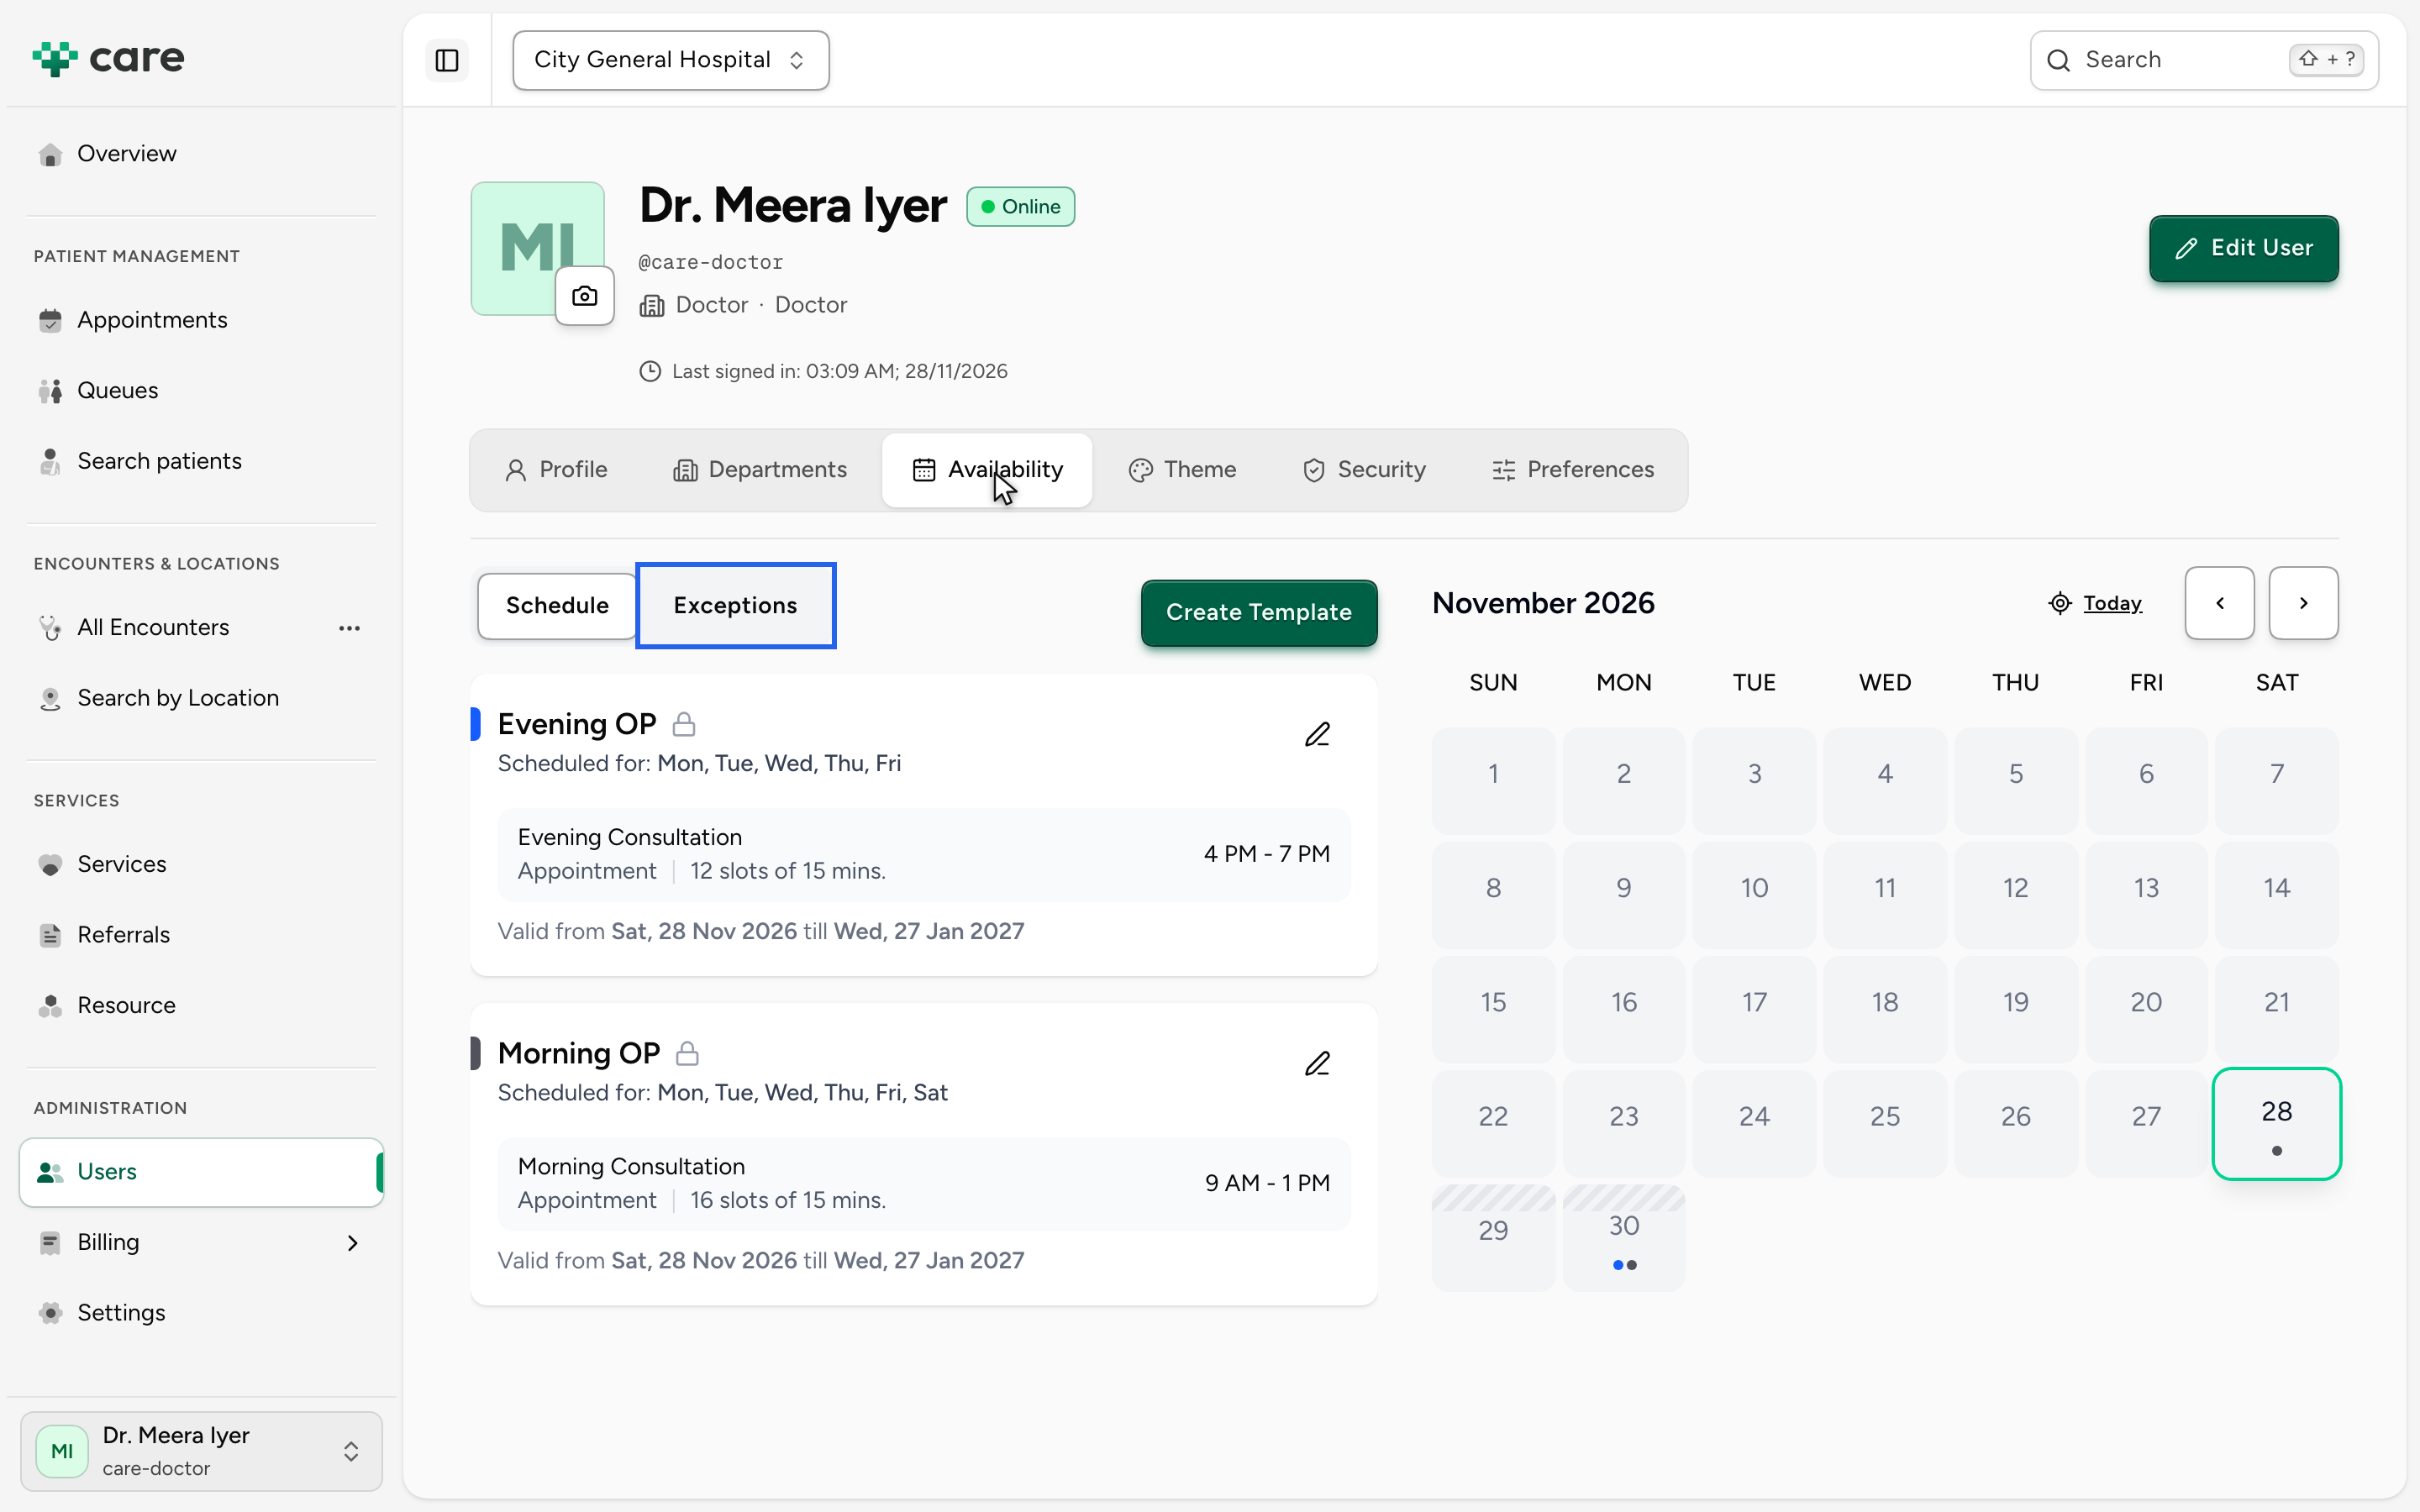 care
City General Hospital
Search
+ ?
Overview
PATIENT MANAGEMENT
Appointments
Queues
Search patients
ENCOUNTERS & LOCATIONS
All Encounters
Search by Location
SERVICES
Services
Referrals
Resource
ADMINISTRATION
Users
Billing
Settings
MI
Dr. Meera Iyer
care-doctor
MI
Dr. Meera Iyer
Online
@care-doctor
Doctor · Doctor
Last signed in: 03:09 AM; 28/11/2026
Edit User
Profile
Departments
Availability
Theme
Security
Preferences
Schedule
Exceptions
Create Template
Evening OP
Scheduled for: Mon, Tue, Wed, Thu, Fri
Evening Consultation
Appointment | 12 slots of 15 mins.
4 PM - 7 PM
Valid from Sat, 28 Nov 2026 till Wed, 27 Jan 2027
Morning OP
Scheduled for: Mon, Tue, Wed, Thu, Fri, Sat
Morning Consultation
Appointment | 16 slots of 15 mins.
9 AM - 1 PM
Valid from Sat, 28 Nov 2026 till Wed, 27 Jan 2027
November 2026
Today
SUN MON TUE WED THU FRI SAT
1 2 3 4 5 6 7
8 9 10 11 12 13 14
15 16 17 18 19 20 21
22 23 24 25 26 27 28
29 30